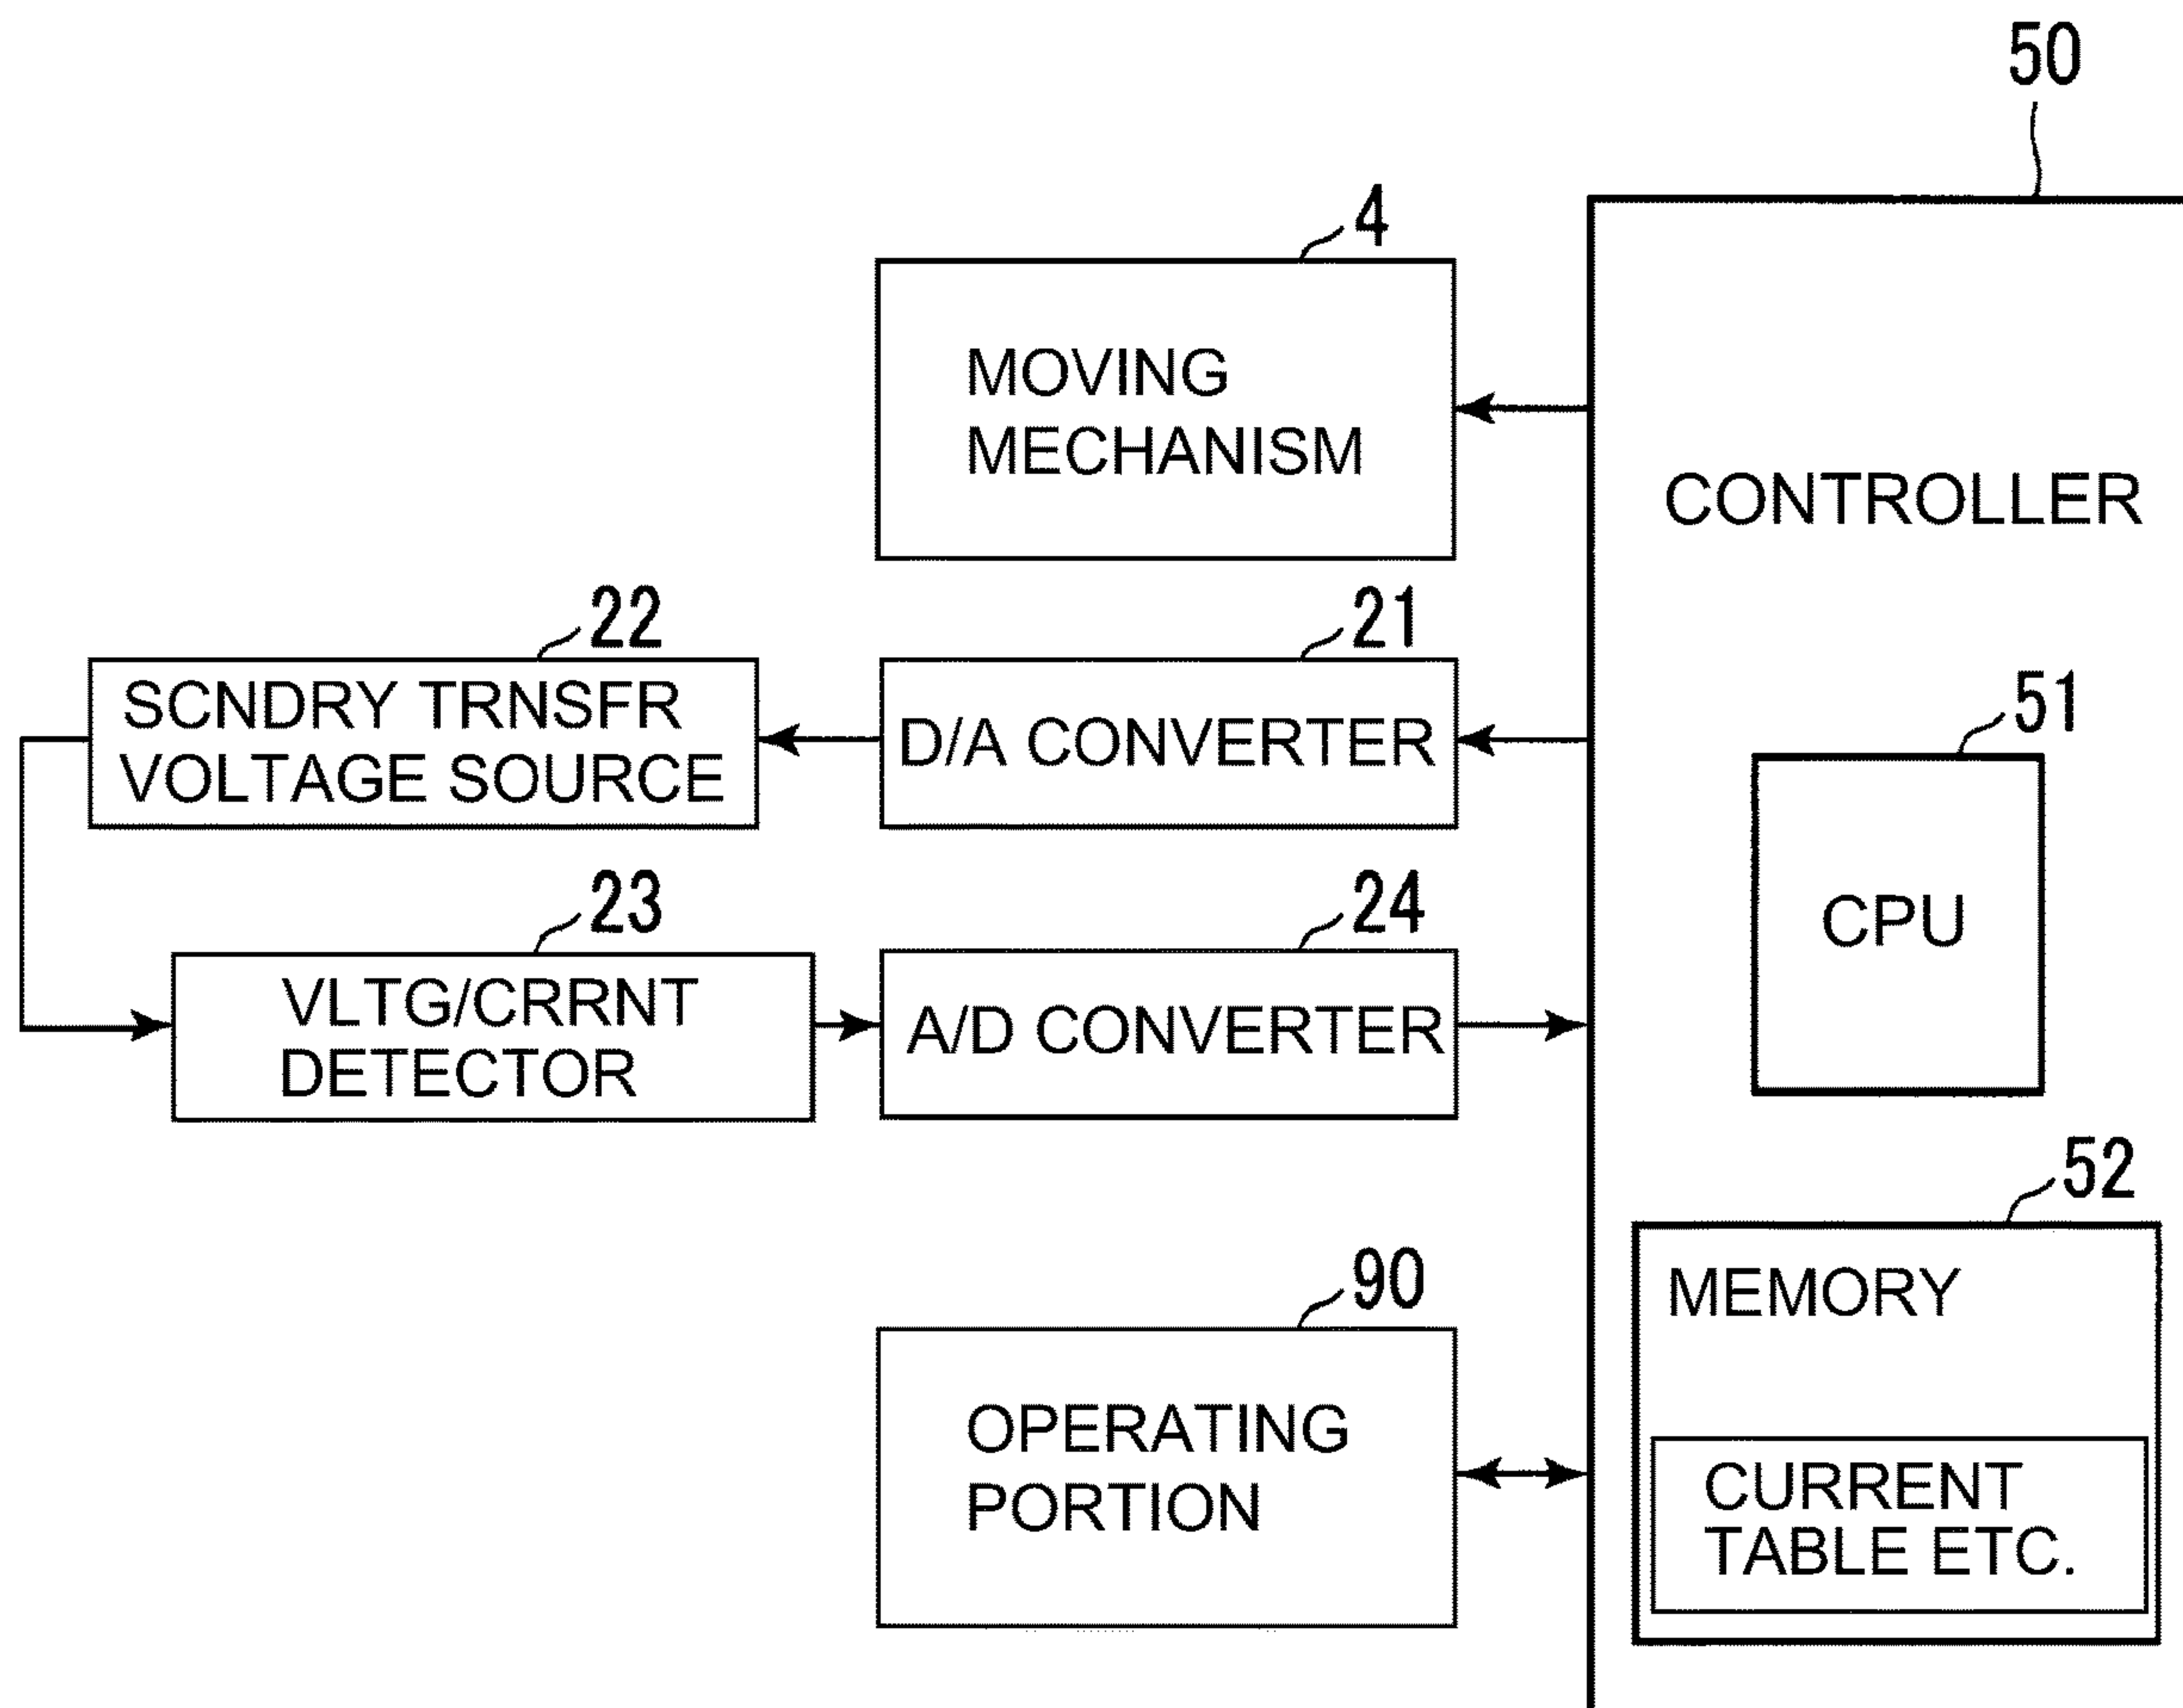 50
4
MOVING
MECHANISM
CONTROLLER
22
21
SCNDRY TRNSFR
VOLTAGE SOURCE
D/A CONVERTER
51
CPU
23
24
VLTG/CRRNT
DETECTOR
A/D CONVERTER
52
MEMORY
90
OPERATING
PORTION
CURRENT
TABLE ETC.